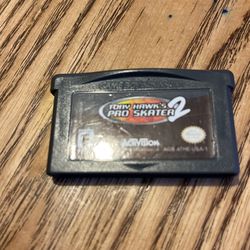 TONY HAWK'S
PRO SKATER 2
ACTIVISION
AGB-ATHE-USA-1